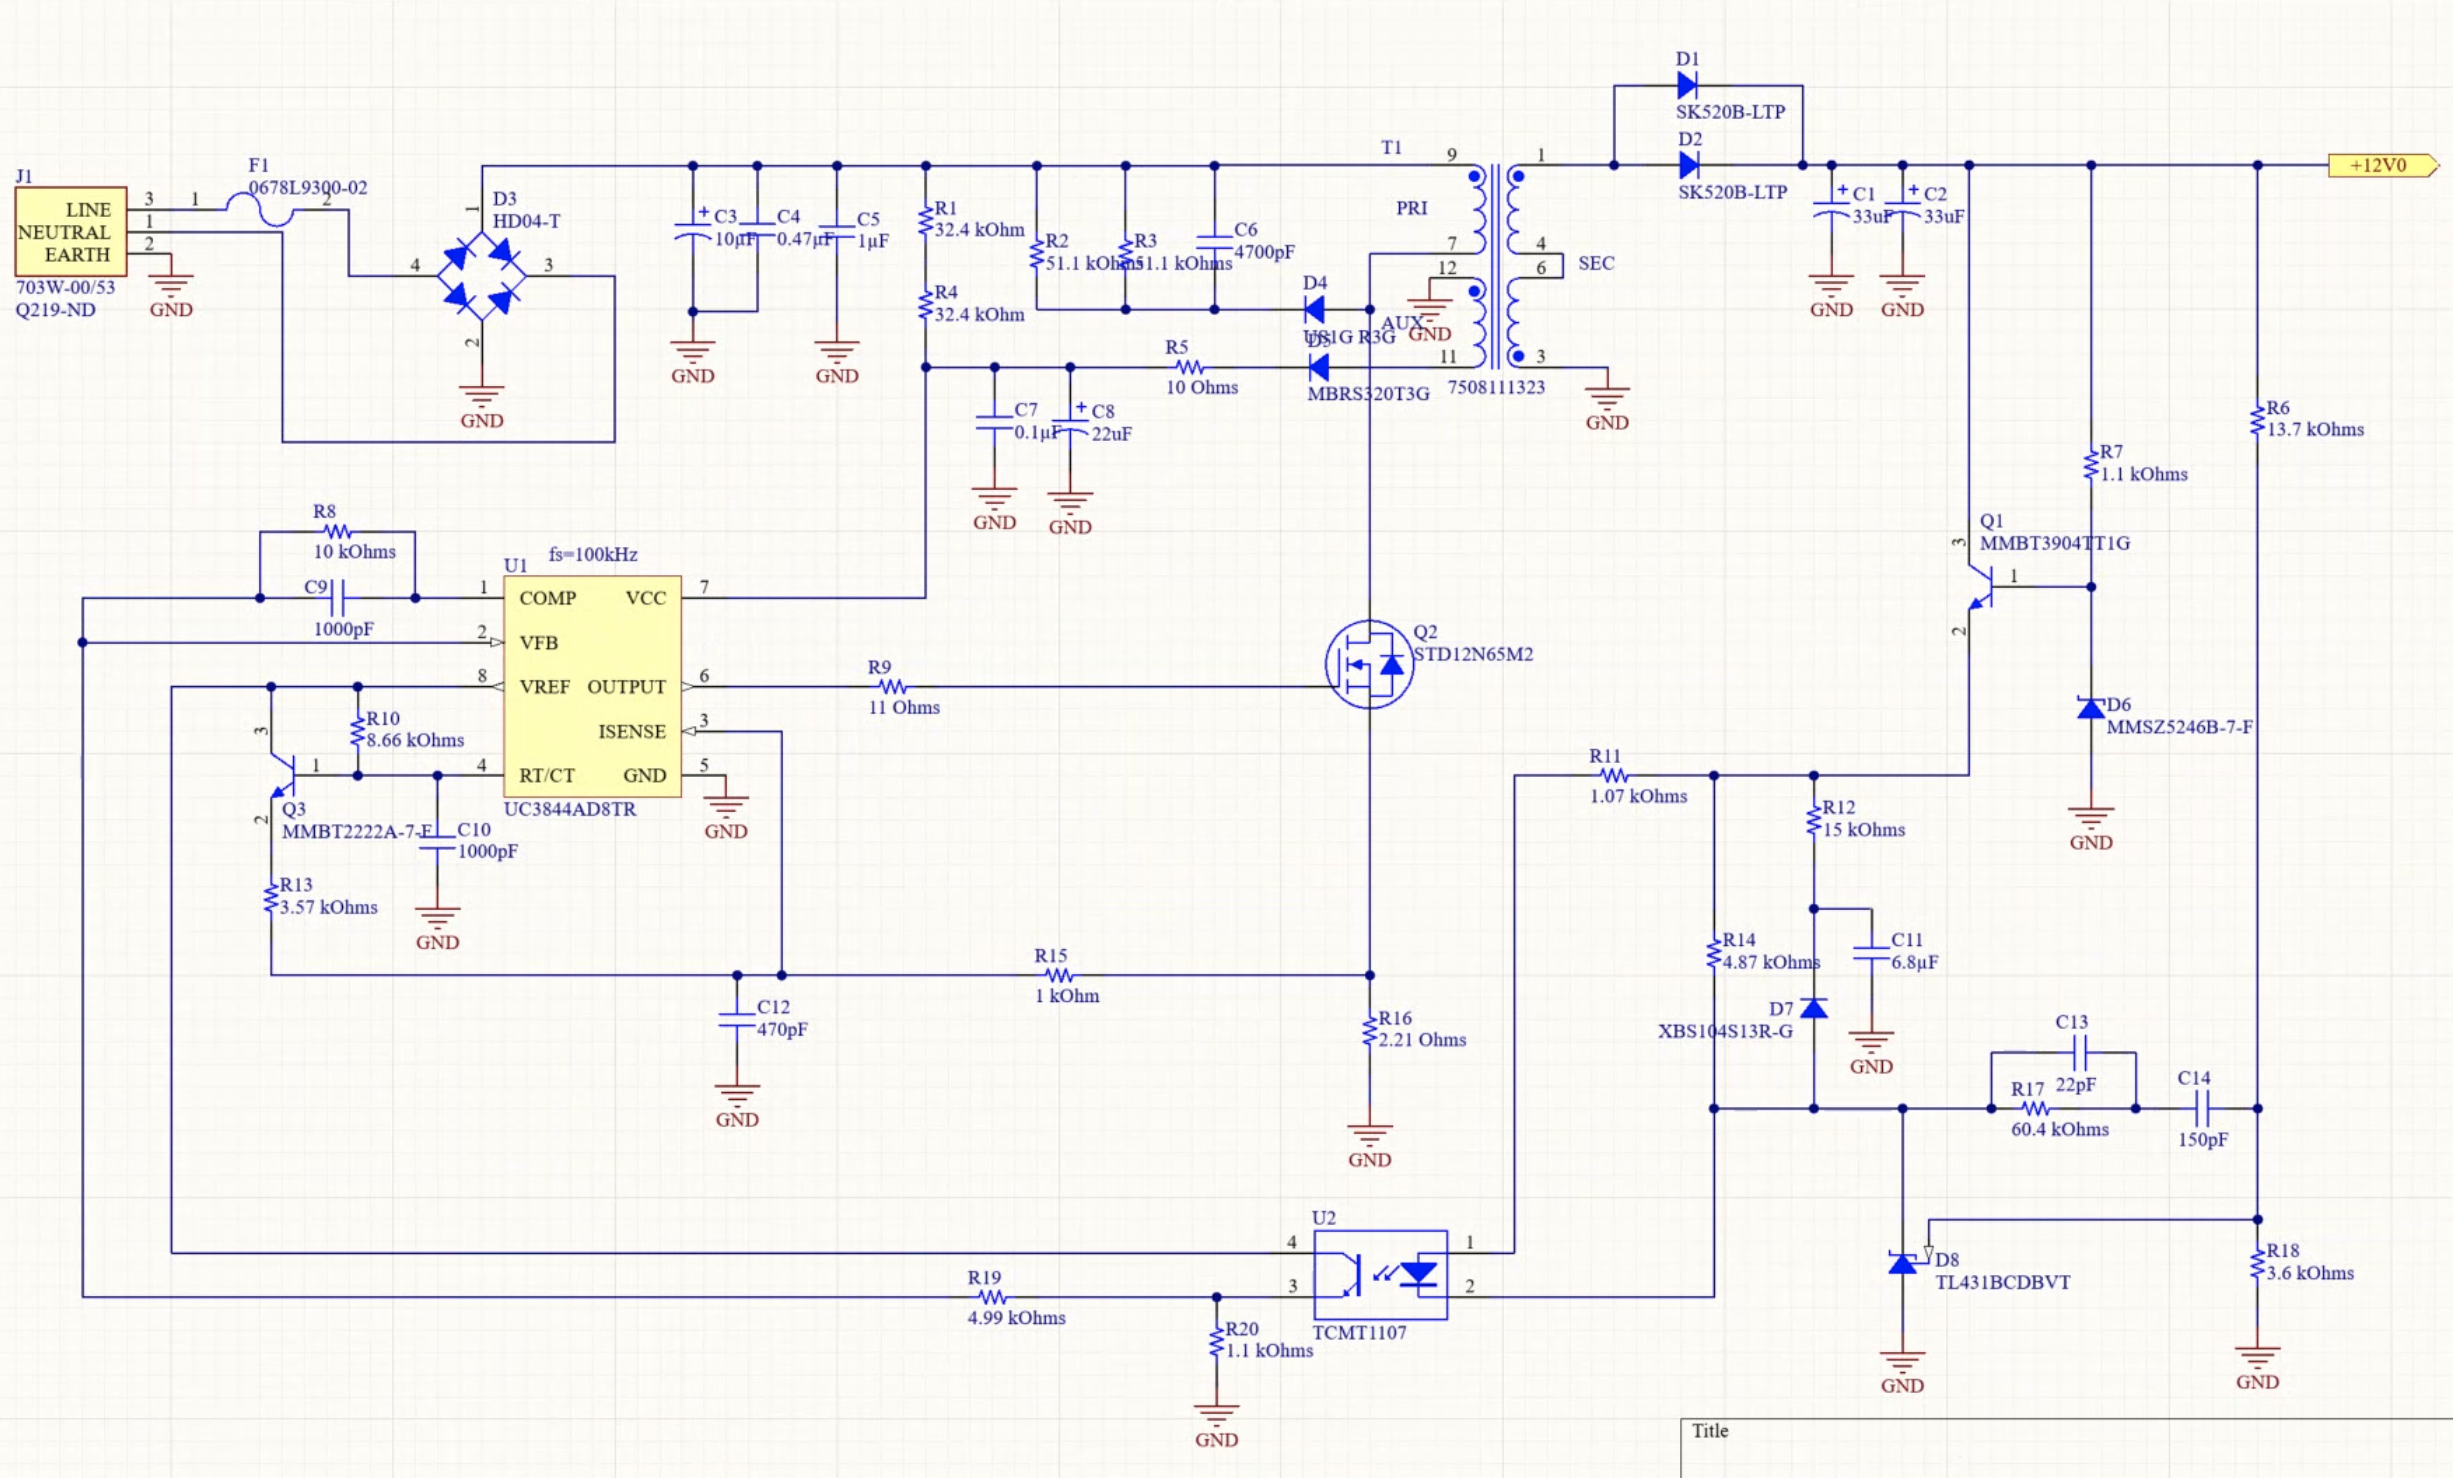 J1
LINE
NEUTRAL
EARTH
3
1
2
703W-00/53
Q219-ND
GND
F1
0678L9300-02
1
2
D3
HD04-T
1
4
3
2
GND
C3
10µF
C4
0.47µF
GND
C5
1µF
GND
R1
32.4 kOhm
R4
32.4 kOhm
R2
51.1 kOhms
R3
51.1 kOhms
C6
4700pF
D4
US1G R3G
D5
MBRS320T3G
R5
10 Ohms
C7
0.1µF
GND
C8
22uF
GND
T1
9
PRI
7
12
GND
AUX
11
1
4
6
SEC
3
7508111323
GND
D1
SK520B-LTP
D2
SK520B-LTP
C1
33uF
GND
C2
33uF
GND
+12V0
R6
13.7 kOhms
R7
1.1 kOhms
Q1
MMBT3904TT1G
3
1
2
D6
MMSZ5246B-7-F
GND
R8
10 kOhms
C9
1000pF
U1
fs=100kHz
1
COMP
VCC
7
2
VFB
8
VREF
OUTPUT
6
ISENSE
3
4
RT/CT
GND
5
UC3844AD8TR
GND
R9
11 Ohms
Q2
STD12N65M2
R10
8.66 kOhms
3
1
2
Q3
MMBT2222A-7-F
C10
1000pF
GND
R13
3.57 kOhms
C12
470pF
GND
R15
1 kOhm
R16
2.21 Ohms
GND
R11
1.07 kOhms
R12
15 kOhms
R14
4.87 kOhms
C11
6.8µF
GND
D7
XBS104S13R-G
C13
22pF
R17
60.4 kOhms
C14
150pF
D8
TL431BCDBVT
GND
R18
3.6 kOhms
GND
U2
4
1
3
2
TCMT1107
R19
4.99 kOhms
R20
1.1 kOhms
GND
Title